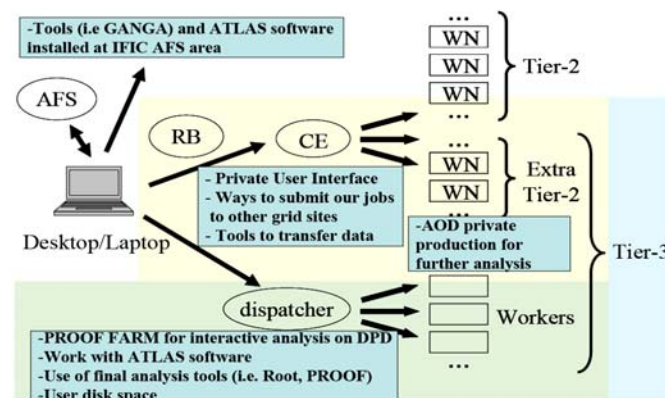 - Tools (i.e GANGA) and ATLAS software
installed at IFIC AFS area
...
WN
WN
WN
...
Tier-2
AFS
RB
CE
...
WN
WN
...
Extra
Tier-2
- Private User Interface
- Ways to submit our jobs
to other grid sites
- Tools to transfer data
Desktop/Laptop
-AOD private
production for
further analysis
Tier-3
dispatcher
Workers
...
-PROOF FARM for interactive analysis on DPD
-Work with ATLAS software
-Use of final analysis tools (i.e. Root, PROOF)
-User disk space